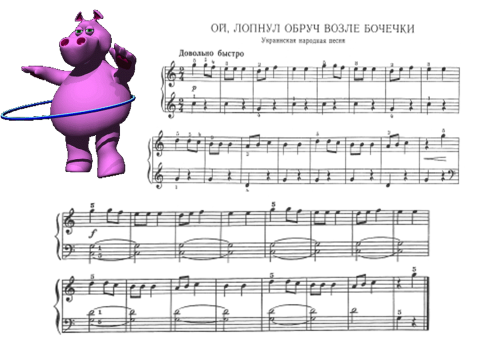 ОЙ, ЛОПНУЛ ОБРУЧ ВОЗЛЕ БОЧЕЧКИ
Украинская народная песня
Довольно быстро
p
f